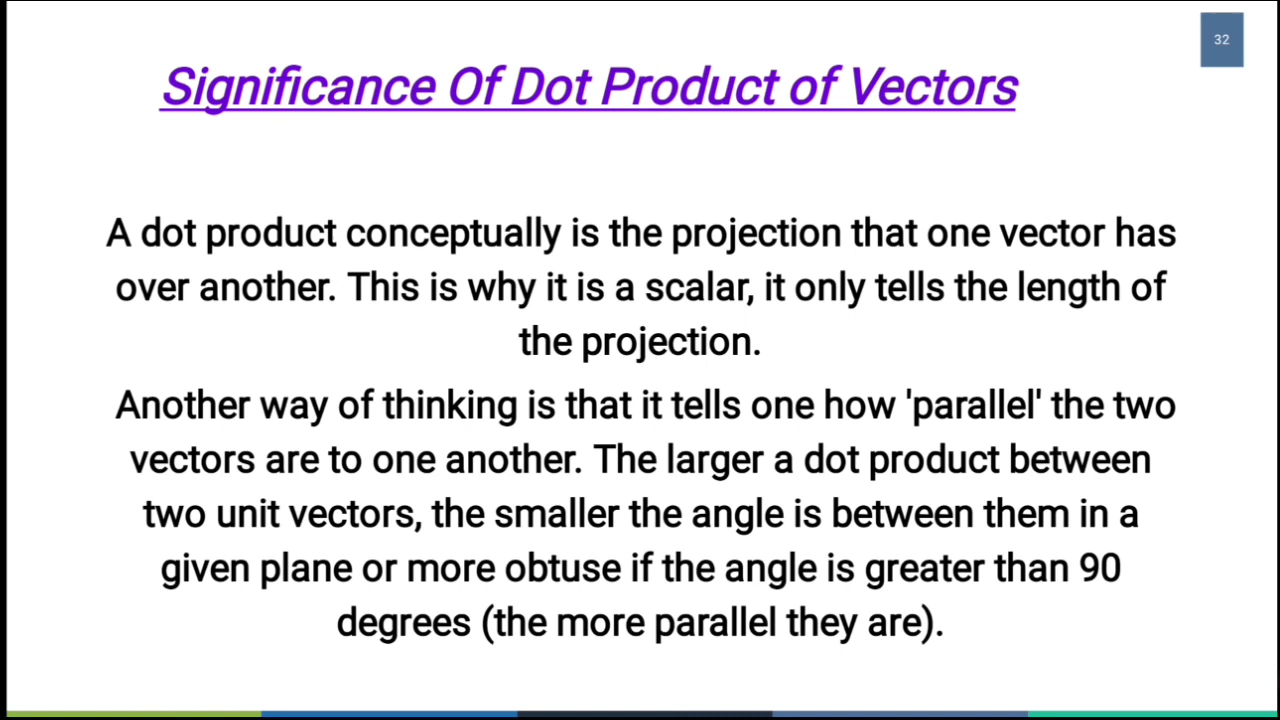 32
Significance Of Dot Product of Vectors
A dot product conceptually is the projection that one vector has
over another. This is why it is a scalar, it only tells the length of
the projection.
Another way of thinking is that it tells one how 'parallel' the two
vectors are to one another. The larger a dot product between
two unit vectors, the smaller the angle is between them in a
given plane or more obtuse if the angle is greater than 90
degrees (the more parallel they are).